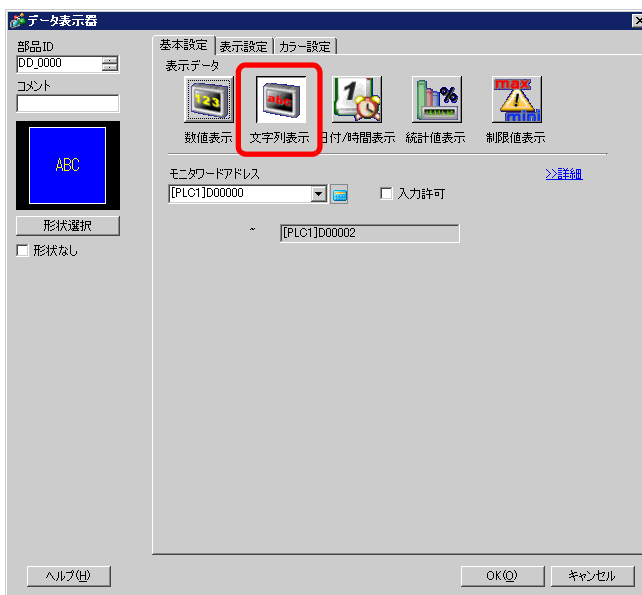 データ表示器
部品ID
DD_0000
コメント
ABC
形状選択
形状なし
基本設定 表示設定 カラー設定
表示データ
123 abc 1 % max mini
数値表示 文字列表示 日付/時間表示 統計値表示 制限値表示
モニタワードアドレス
>>詳細
[PLC1]D00000
入力許可
~ [PLC1]D00002
ヘルプ(H) OK(O) キャンセル